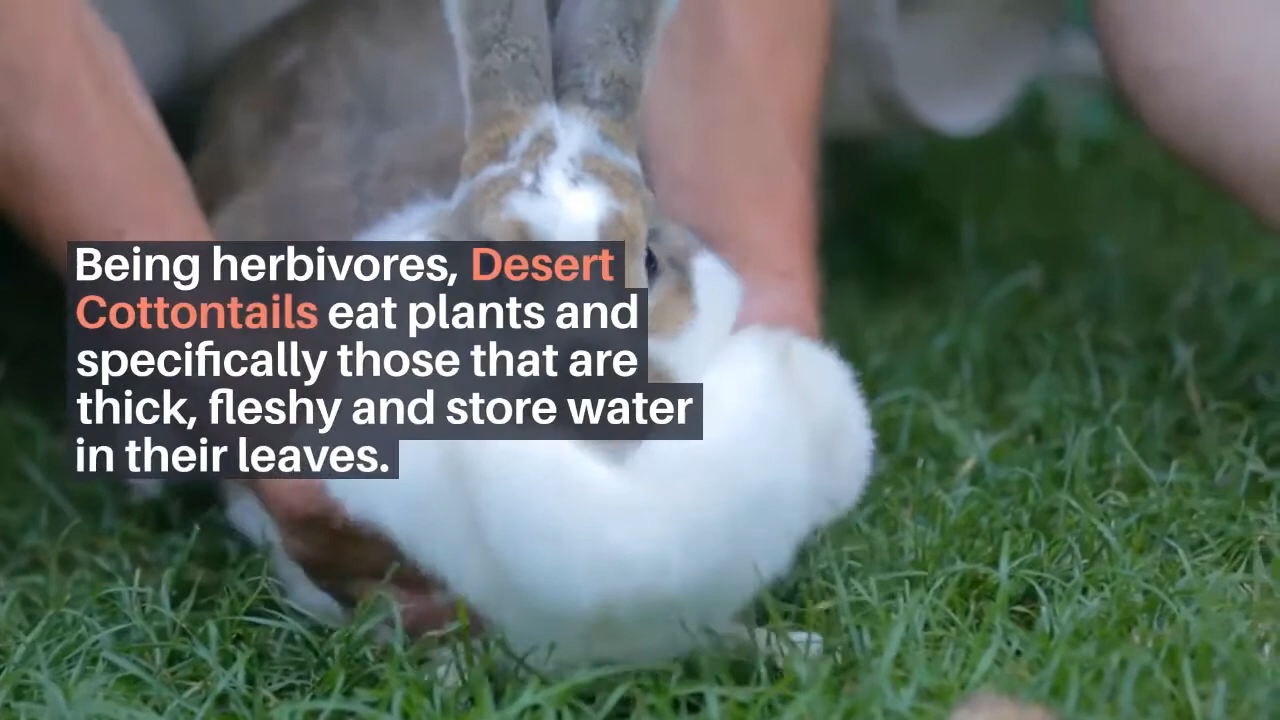 Being herbivores, Desert
Cottontails eat plants and
specifically those that are
thick, fleshy and store water
in their leaves.